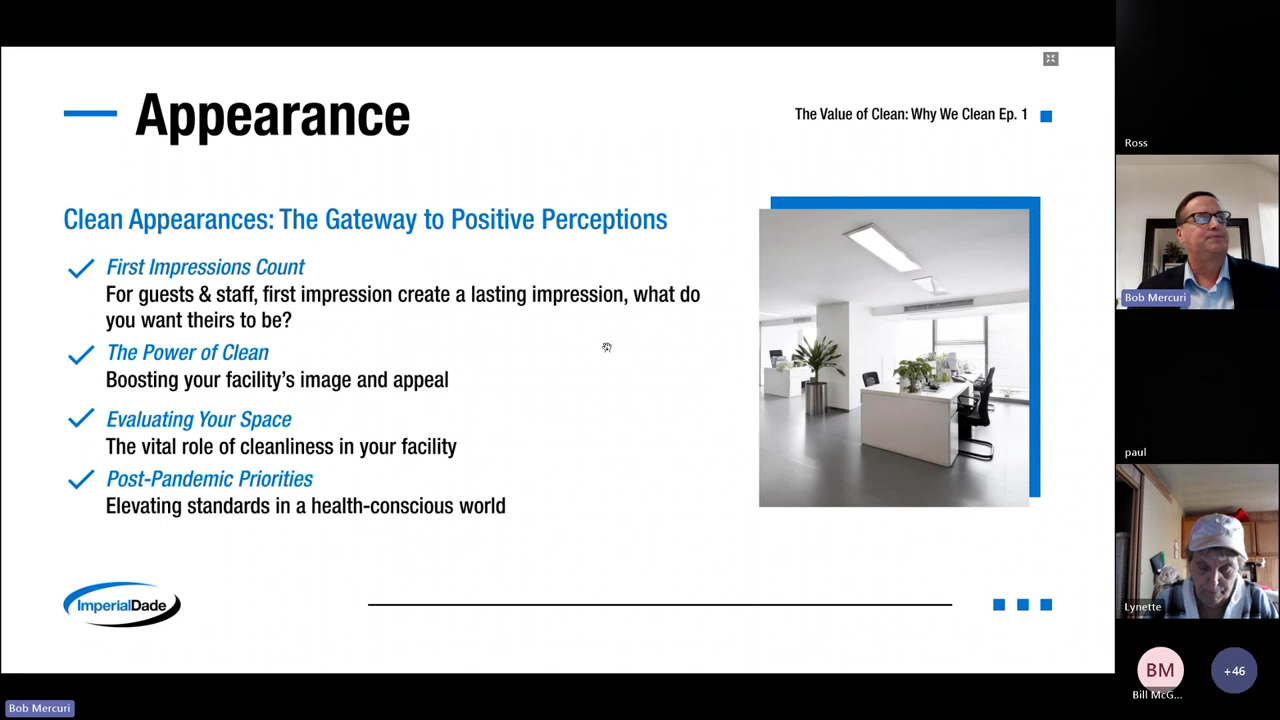 Appearance
The Value of Clean: Why We Clean Ep. 1
Clean Appearances: The Gateway to Positive Perceptions
First Impressions Count
For guests & staff, first impression create a lasting impression, what do
you want theirs to be?
The Power of Clean
Boosting your facility's image and appeal
Evaluating Your Space
The vital role of cleanliness in your facility
Post-Pandemic Priorities
Elevating standards in a health-conscious world
ImperialDade
Ross
Bob Mercuri
paul
Lynette
BM
+46
Bill McG...
Bob Mercuri